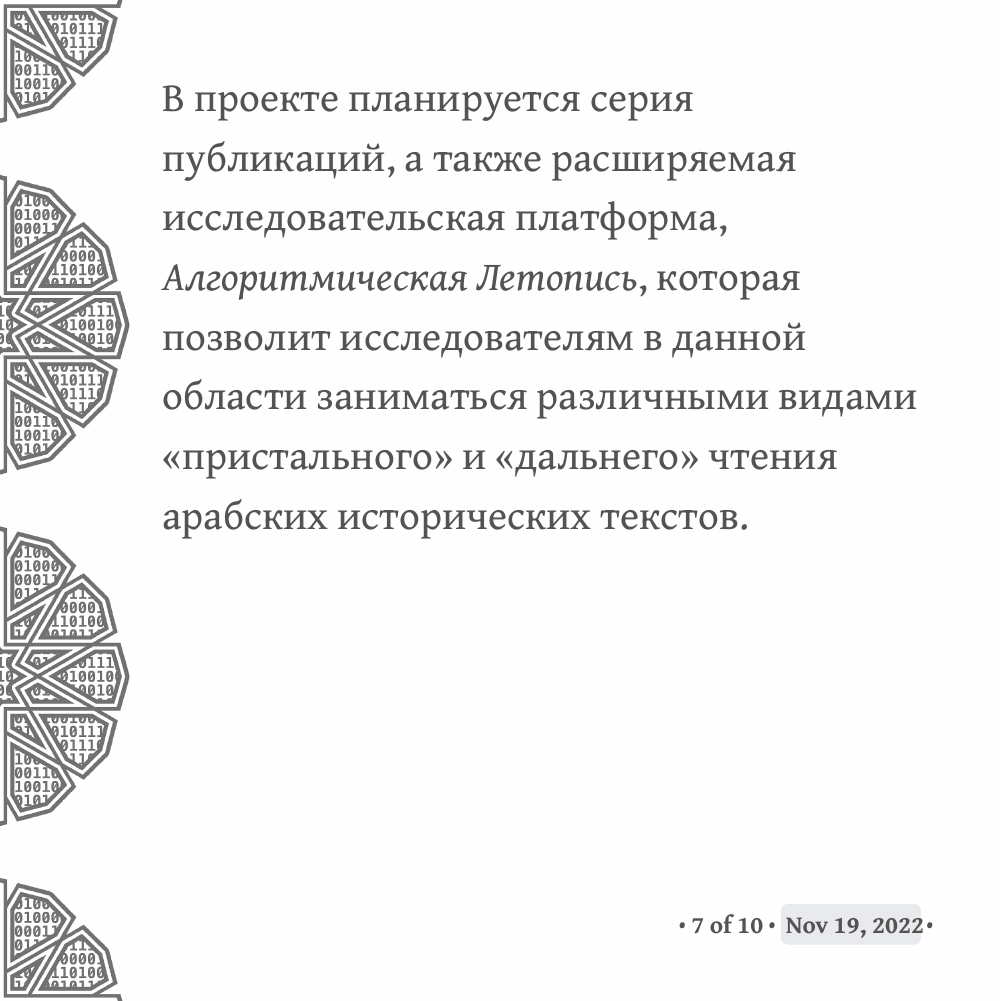 В проекте планируется серия
публикаций, а также расширяемая
исследовательская платформа,
Алгоритмическая Летопись, которая
позволит исследователям в данной
области заниматься различными видами
«пристального» и «дальнего» чтения
арабских исторических текстов.
• 7 of 10 • Nov 19, 2022 •